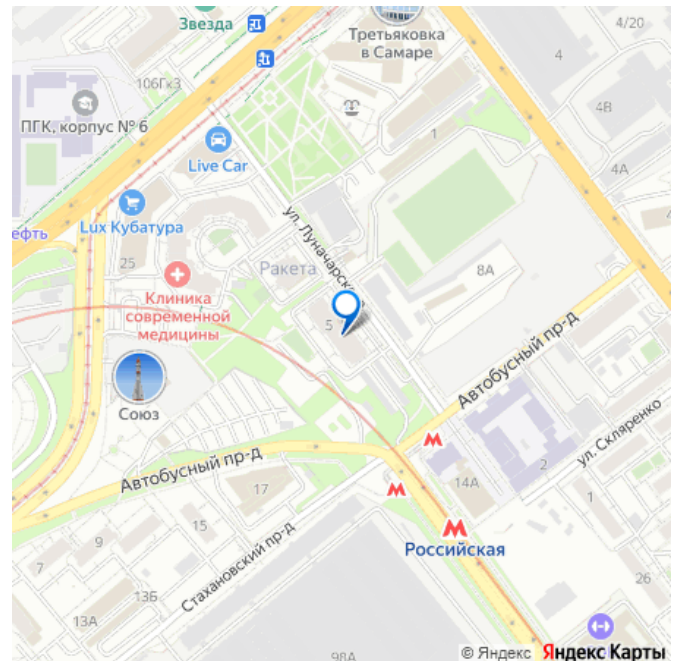 Звезда
4/20
Третьяковка
в Самаре
4
106Гк3
4В
ПГК, корпус № 6
1
4А
Live Car
Lux Кубатура
ефть
ул. Луначарско
25
Ракета
8А
Клиника
современной
медицины
5
Автобусный пр-д
Союз
ул. Скляренко
Автобусный пр-д
2
14А
17
1
15
Российская
9
Стахановский пр-д
7
13Б
26
13А
98А
© Яндекс Яндекс Карты